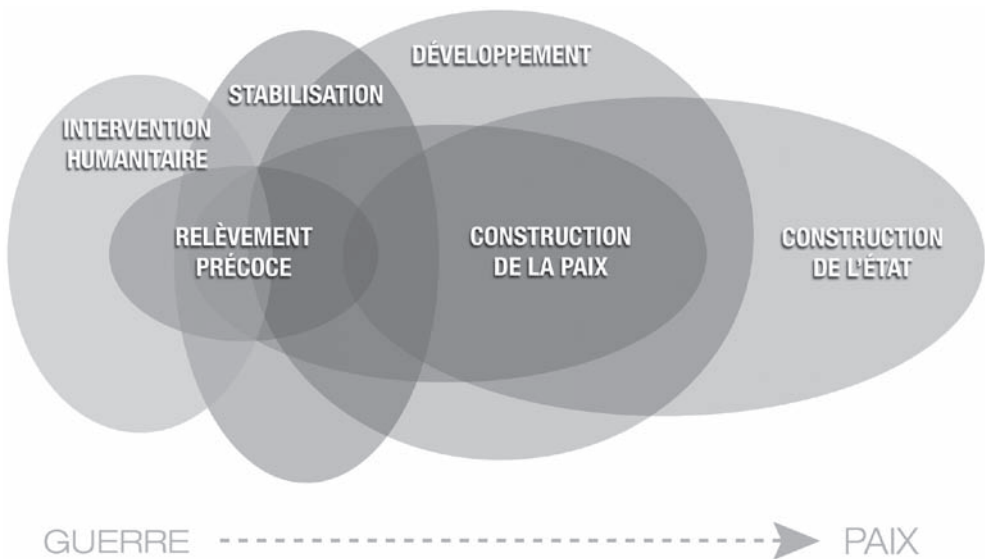 DÉVELOPPEMENT
STABILISATION
INTERVENTION
HUMANITAIRE
RELÈVEMENT
PRÉCOCE
CONSTRUCTION
DE LA PAIX
CONSTRUCTION
DE L'ÉTAT
GUERRE
PAIX